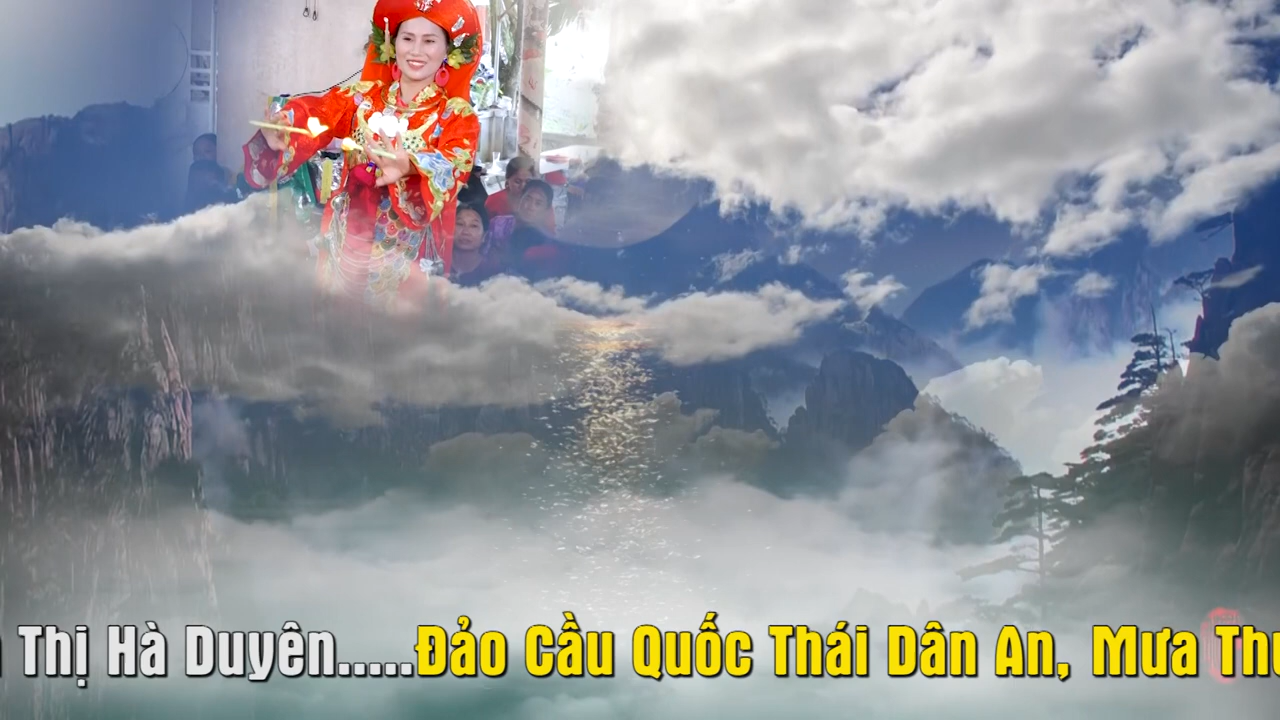 Thị Hà Duyên.....Đảo Cầu Quốc Thái Dân An, Mưa